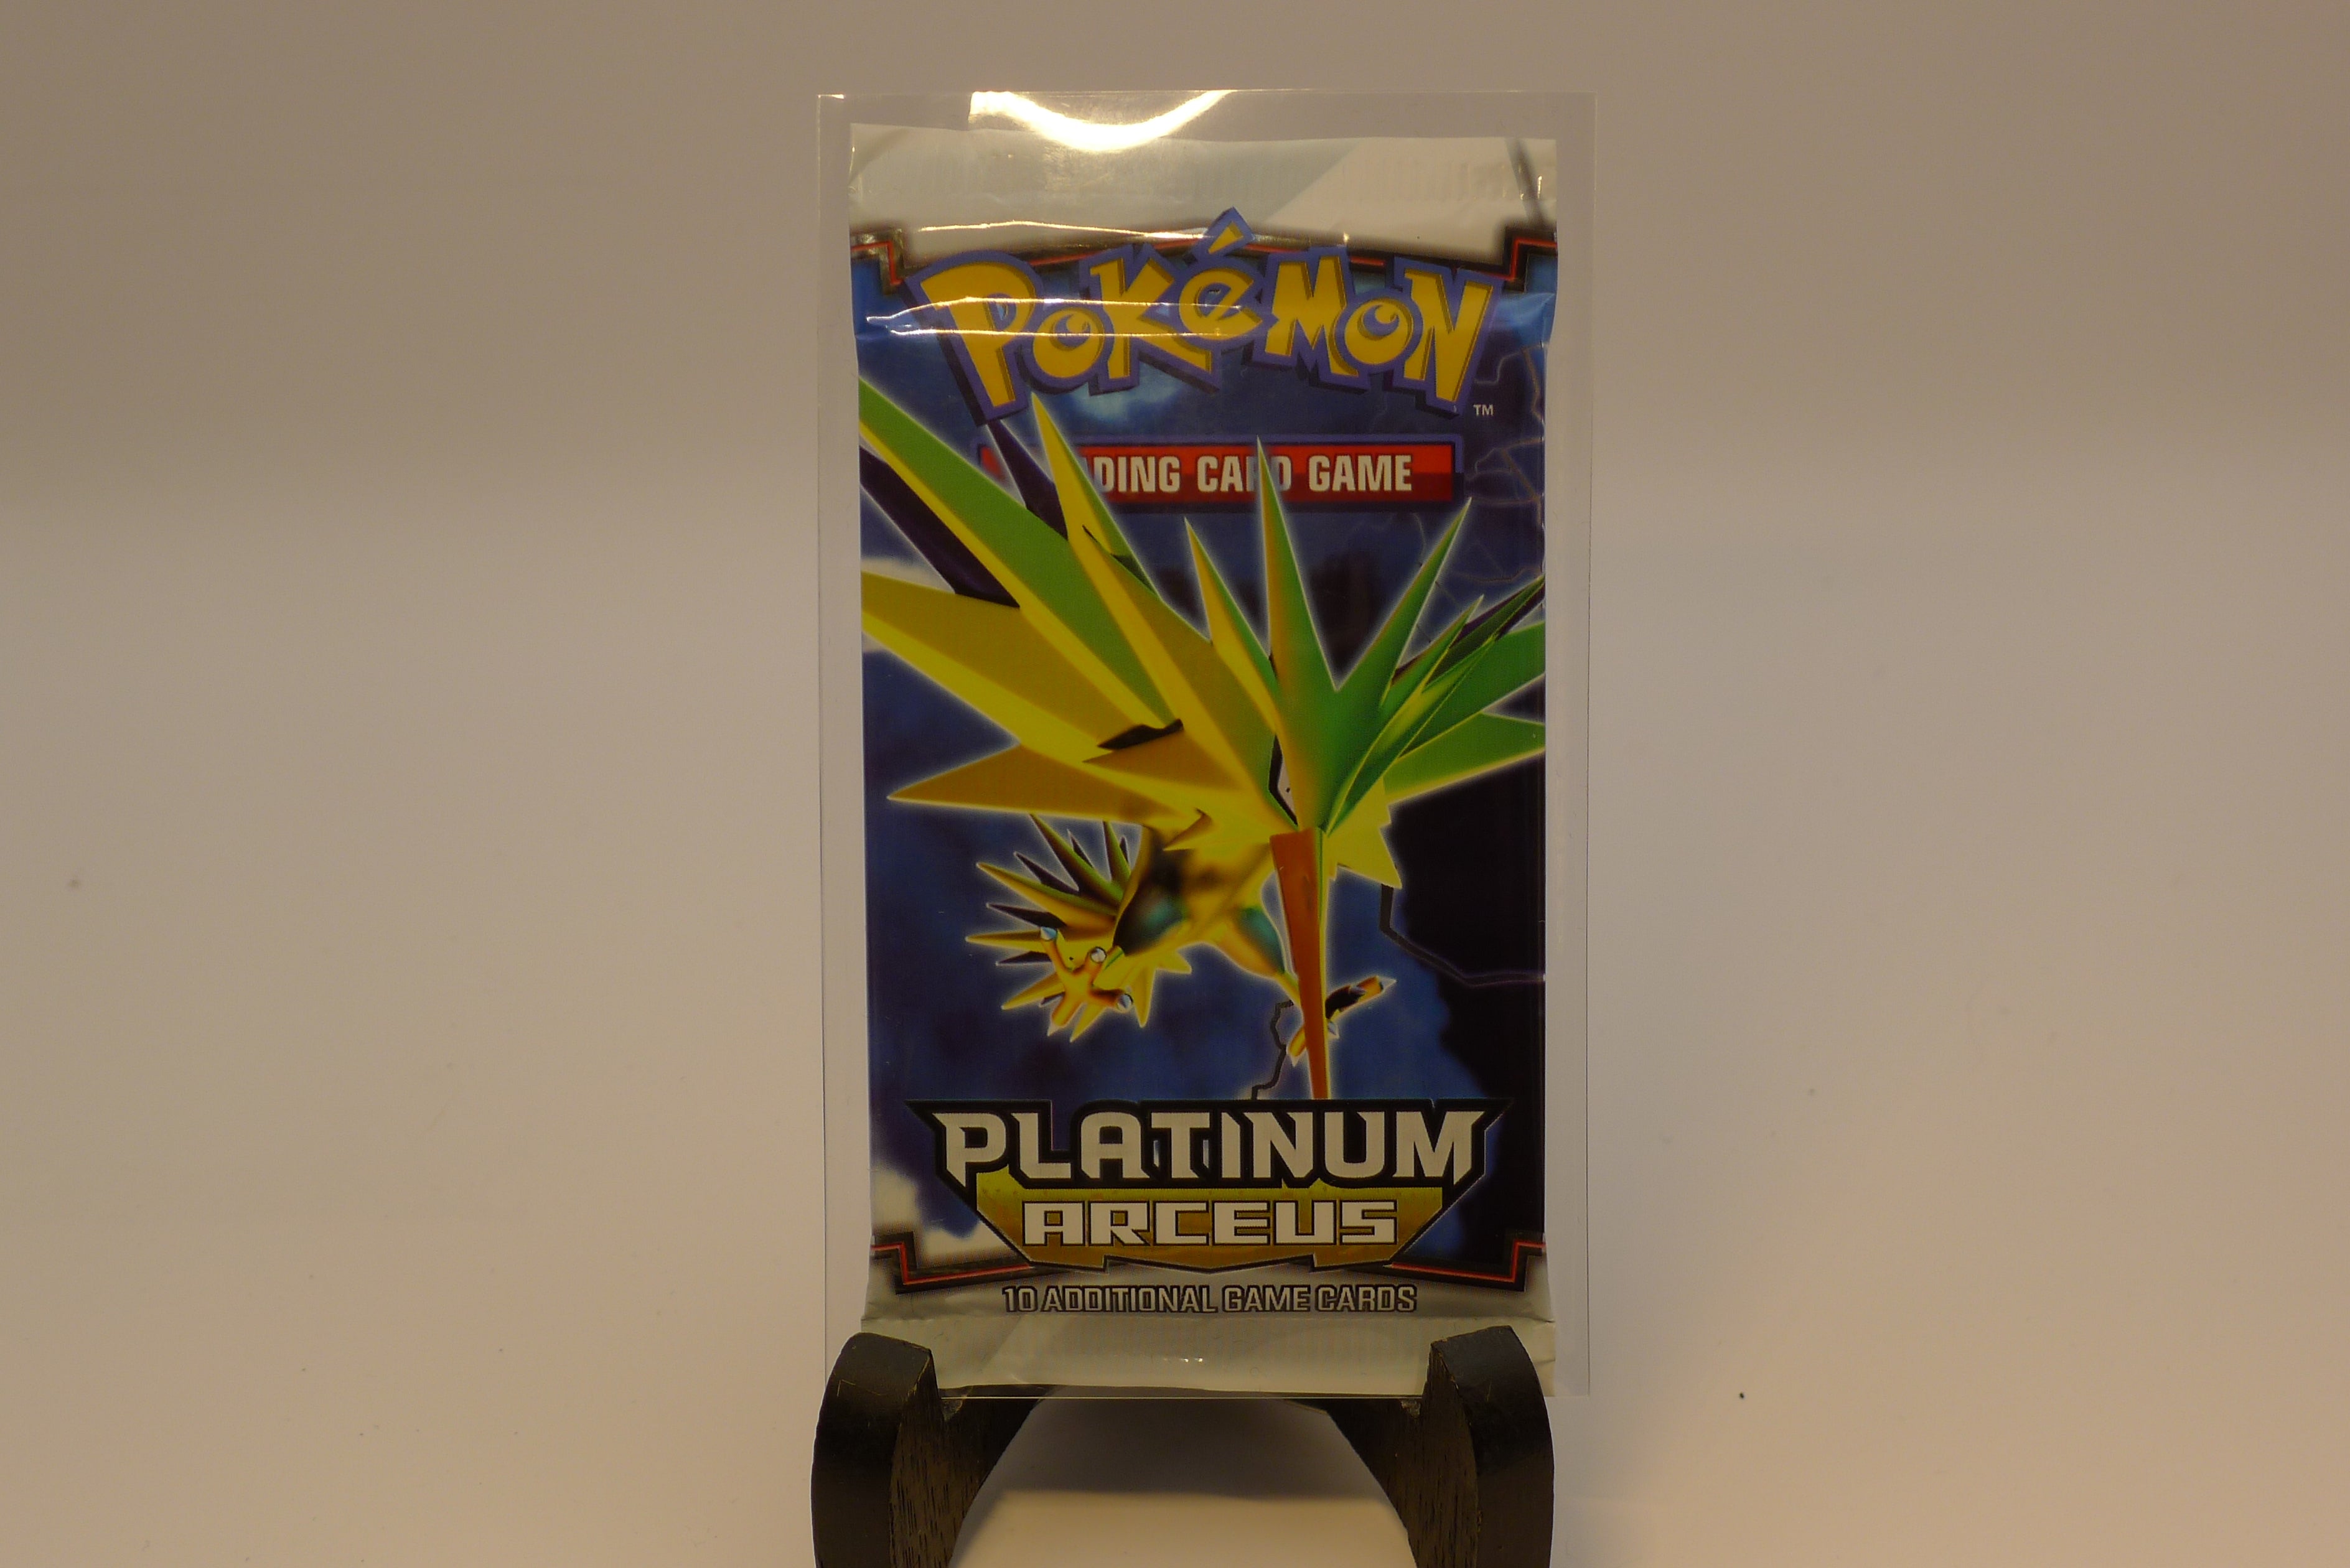 POKéMON
TM
DING CARD GAME
PLATINUM
ARCEUS
10 ADDITIONAL GAME CARDS